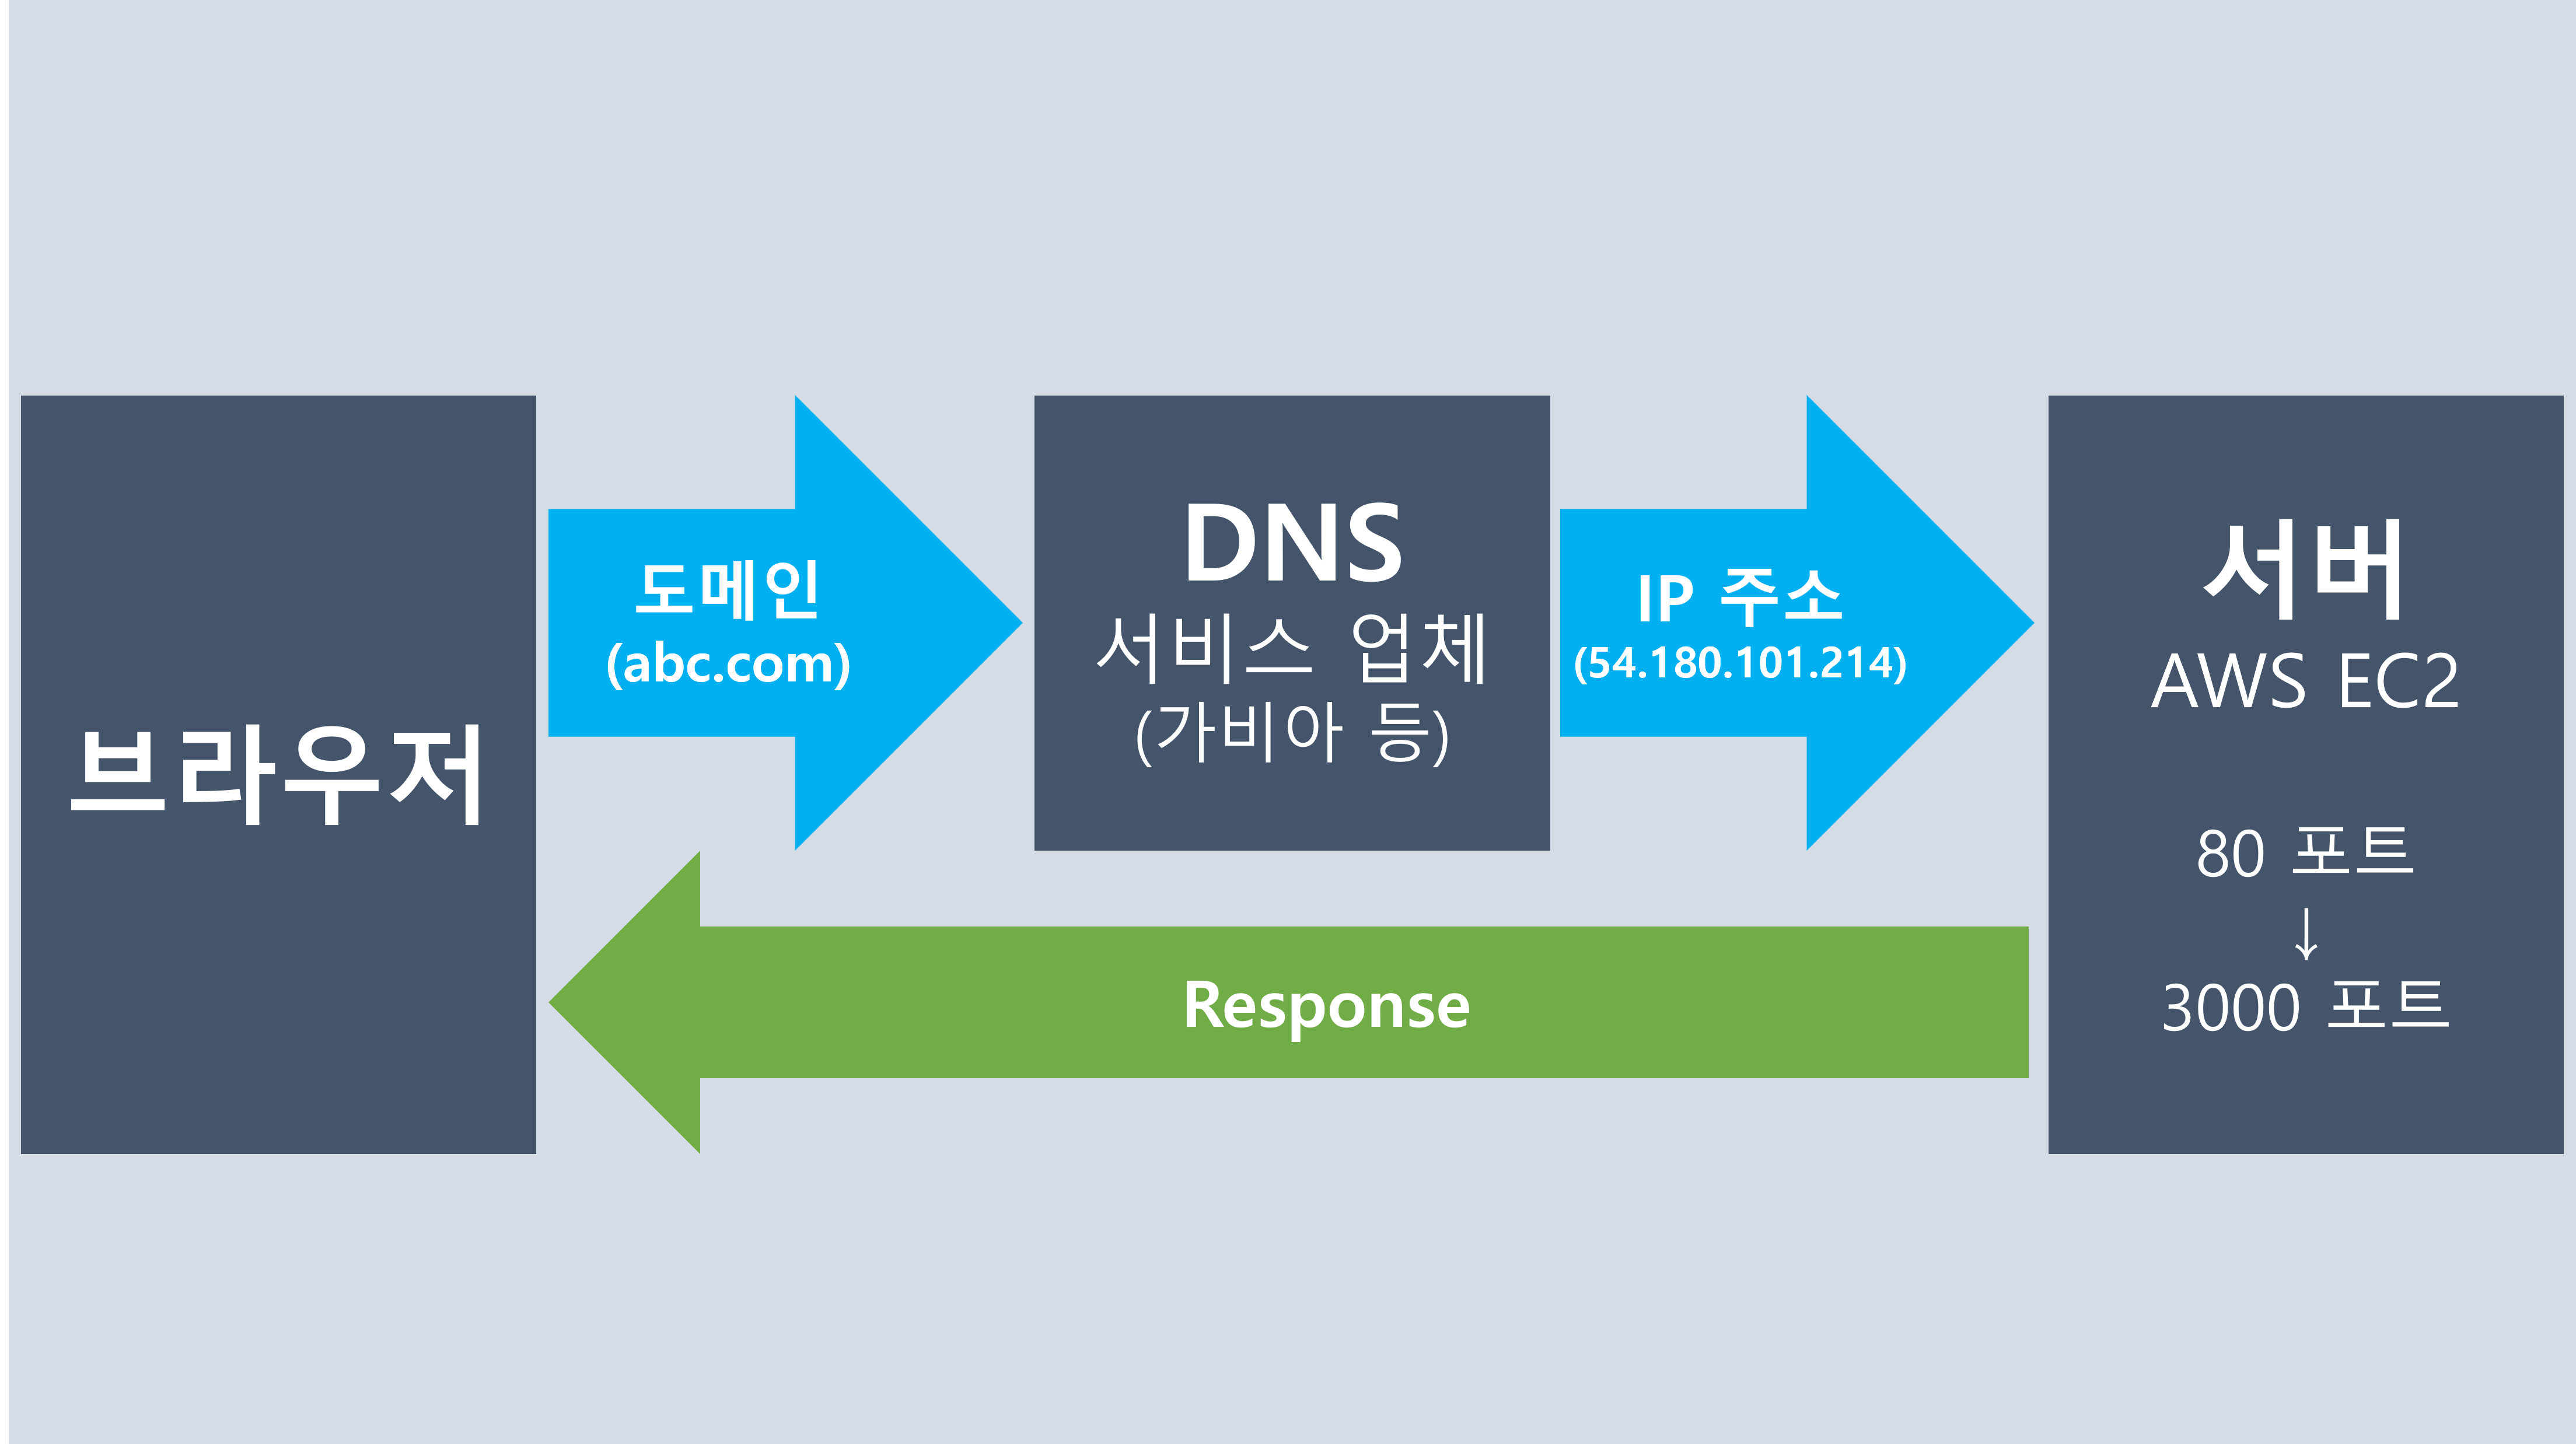 브라우저
도메인
(abc.com)
DNS
서비스 업체
(가비아 등)
IP 주소
(54.180.101.214)
서버
AWS EC2
80 포트
↓
3000 포트
Response